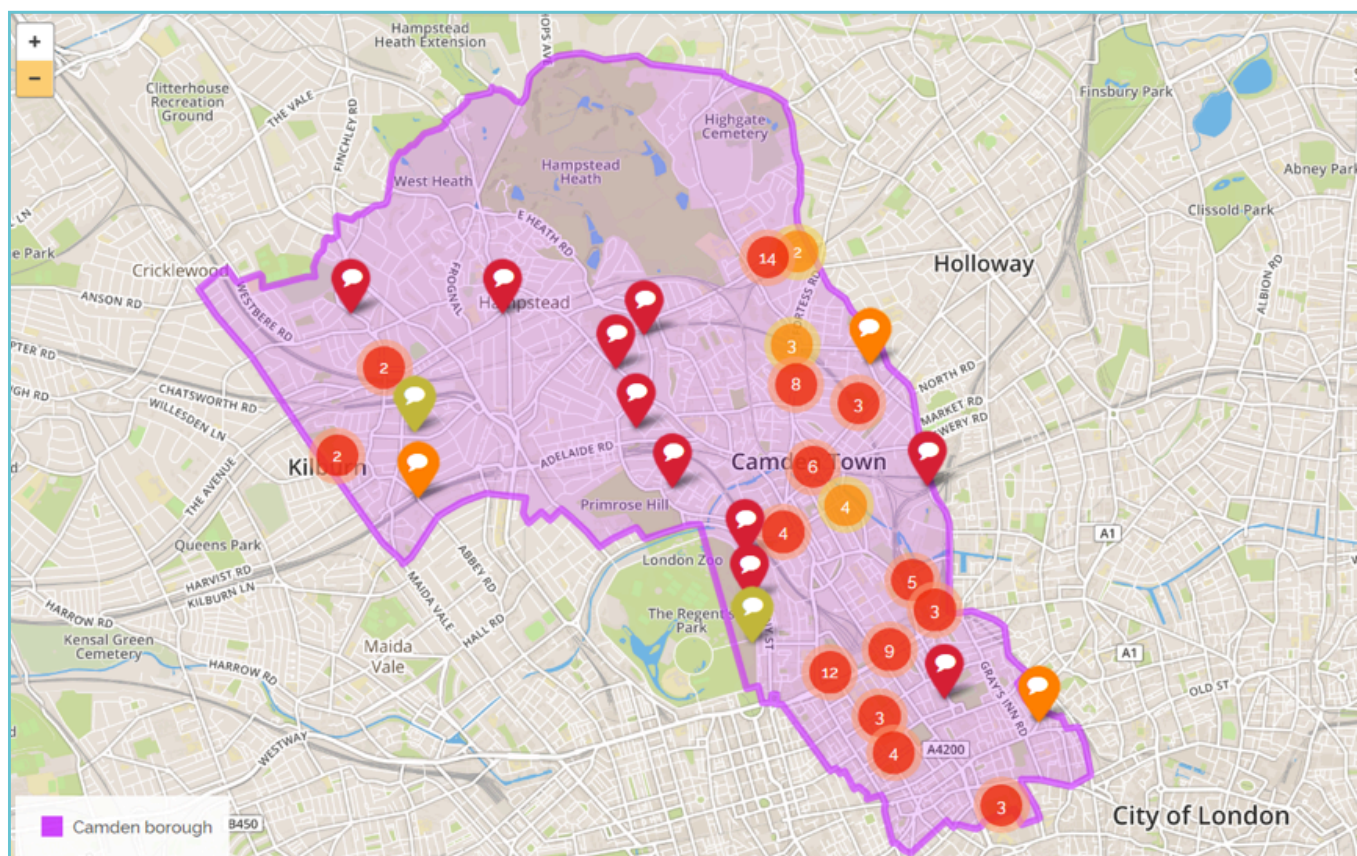 +
−
Hampstead
Heath Extension
Clitterhouse
Recreation
Ground
THE VALE
FINCHLEY RD
Highgate
Cemetery
Finsbury Park
Abney Park
Clissold Park
West Heath
Hampstead
Heath
E HEATH RD
Cricklewood
ANSON RD
WESTBERE RD
FROGNAL
Hampstead
14
2
Holloway
ALBION RD
3
8
3
2
CHATSWORTH RD
WILLESDEN LN
NORTH RD
MARKET RD
THE AVENUE
2
Kilburn
ADELAIDE RD
Camden Town
6
4
4
Primrose Hill
Queens Park
ABBEY RD
London Zoo
A1
HARVIST RD
KILBURN LN
MAIDA VALE
HALL RD
5
3
HARROW RD
Kensal Green
Cemetery
Maida
Vale
The Regent's
Park
9
12
A1
HARROW RD
GRAY'S INN RD
OLD ST
3
4
A4200
WESTWAY
3
City of London
Camden borough
B450